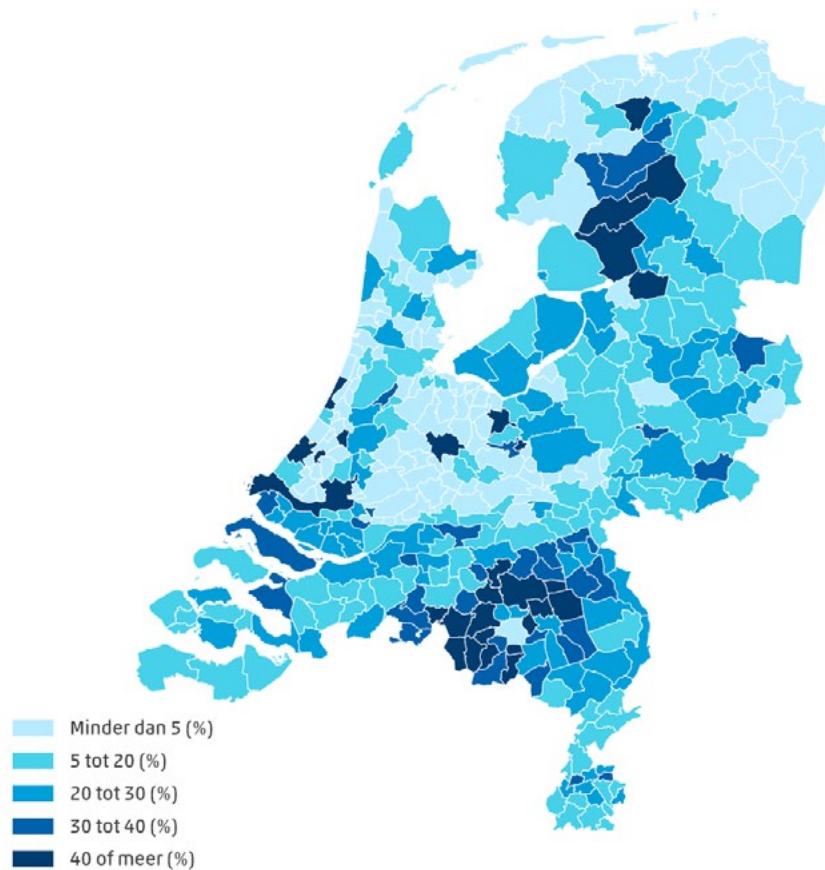 Minder dan 5 (%)
5 tot 20 (%)
20 tot 30 (%)
30 tot 40 (%)
40 of meer (%)